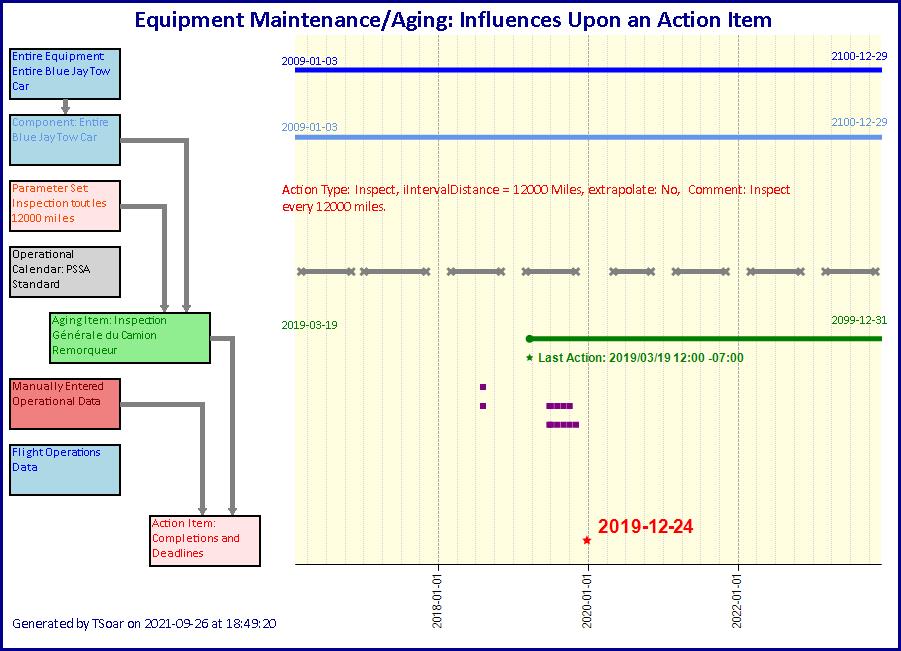 Equipment Maintenance/Aging: Influences Upon an Action Item
Entire Equipment
Entire Blue Jay Tow
Car
2009-01-03
2100-12-29
Component: Entire
Blue Jay Tow Car
2009-01-03
2100-12-29
Parameter Set
Inspection tout les
12000 miles
Action Type: Inspect, iIntervalDistance = 12000 Miles, extrapolate: No, Comment: Inspect
every 12000 miles.
Operational
Calendar: PSSA
Standard
Aging Item: Inspection
Générale du Camion
Remorqueur
2019-03-19
2099-12-31
Last Action: 2019/03/19 12:00 -07:00
Manually Entered
Operational Data
Flight Operations
Data
Action Item:
Completions and
Deadlines
2019-12-24
2018-01-01
2020-01-01
2022-01-01
Generated by TSoar on 2021-09-26 at 18:49:20